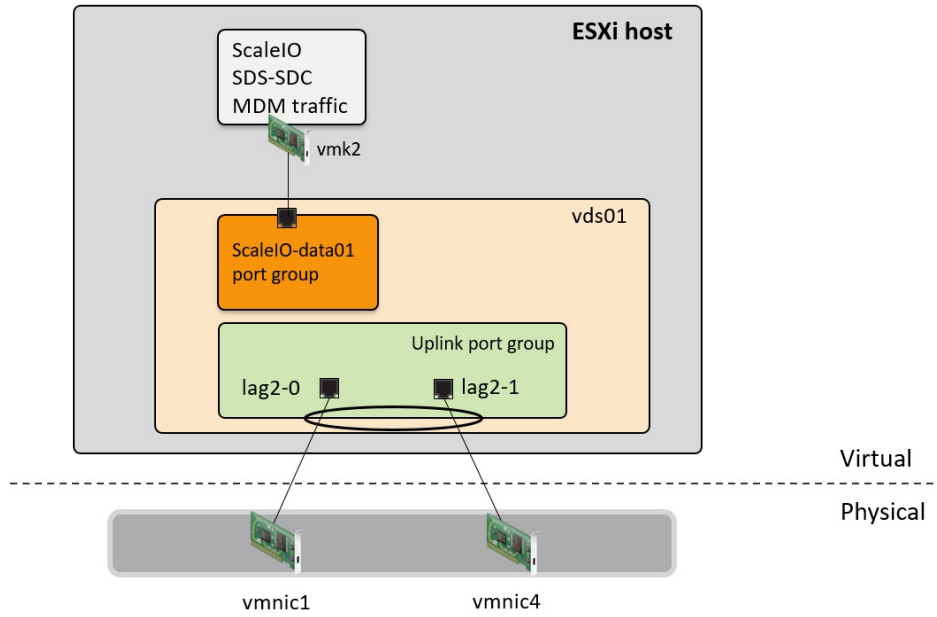 ESXi host
ScaleIO
SDS-SDC
MDM traffic
vmk2
vds01
ScaleIO-data01
port group
Uplink port group
lag2-0
lag2-1
Virtual
Physical
vmnic1
vmnic4